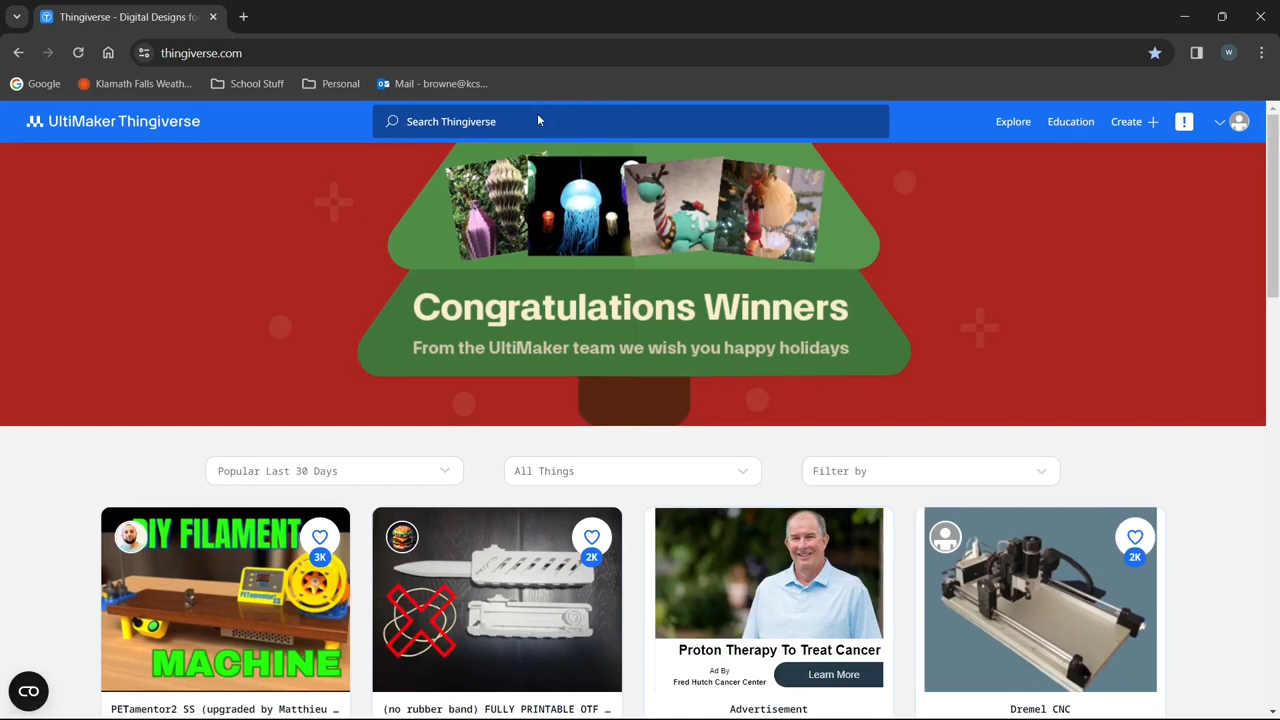 Thingiverse - Digital Designs fo
thingiverse.com
W
Google
Klamath Falls Weath...
School Stuff
Personal
Mail - browne@kcs...
UltiMaker Thingiverse
Search Thingiverse
Explore
Education
Create +
!
Congratulations Winners
From the UltiMaker team we wish you happy holidays
Popular Last 30 Days
All Things
Filter by
DIY FILAMENT
MACHINE
PETamentor SS
3K
2K
2K
Proton Therapy To Treat Cancer
Ad By
Fred Hutch Cancer Center
Learn More
PETamentor2 SS (upgraded by Matthieu …
(no rubber band) FULLY PRINTABLE OTF …
Advertisement
Dremel CNC